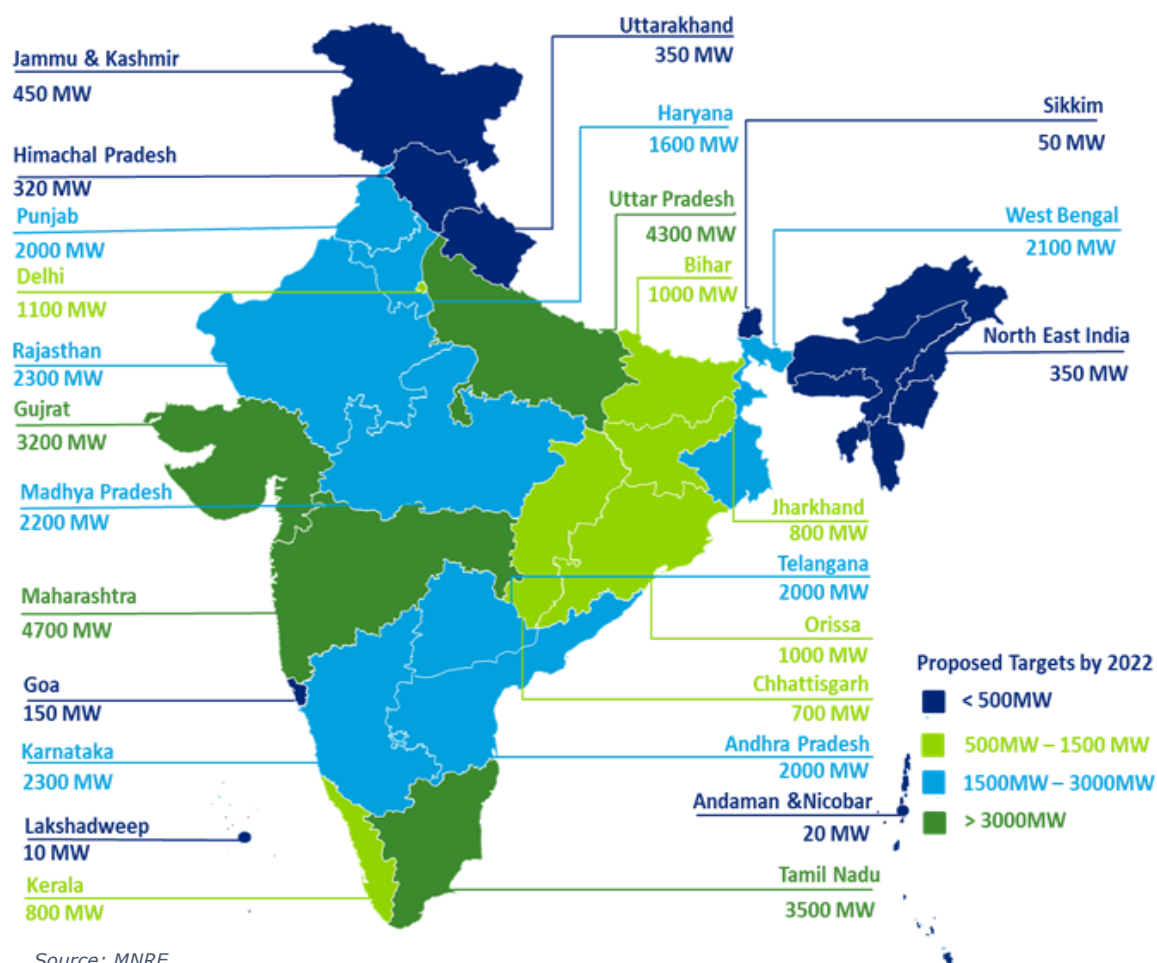 Jammu & Kashmir
450 MW
Himachal Pradesh
320 MW
Punjab
2000 MW
Delhi
1100 MW
Rajasthan
2300 MW
Gujrat
3200 MW
Madhya Pradesh
2200 MW
Maharashtra
4700 MW
Goa
150 MW
Karnataka
2300 MW
Lakshadweep
10 MW
Kerala
800 MW
Uttarakhand
350 MW
Haryana
1600 MW
Uttar Pradesh
4300 MW
Bihar
1000 MW
Sikkim
50 MW
West Bengal
2100 MW
North East India
350 MW
Jharkhand
800 MW
Telangana
2000 MW
Orissa
1000 MW
Chhattisgarh
700 MW
Andhra Pradesh
2000 MW
Andaman &Nicobar
20 MW
Tamil Nadu
3500 MW
Proposed Targets by 2022
< 500MW
500MW – 1500 MW
1500MW – 3000MW
> 3000MW
Source: MNRE